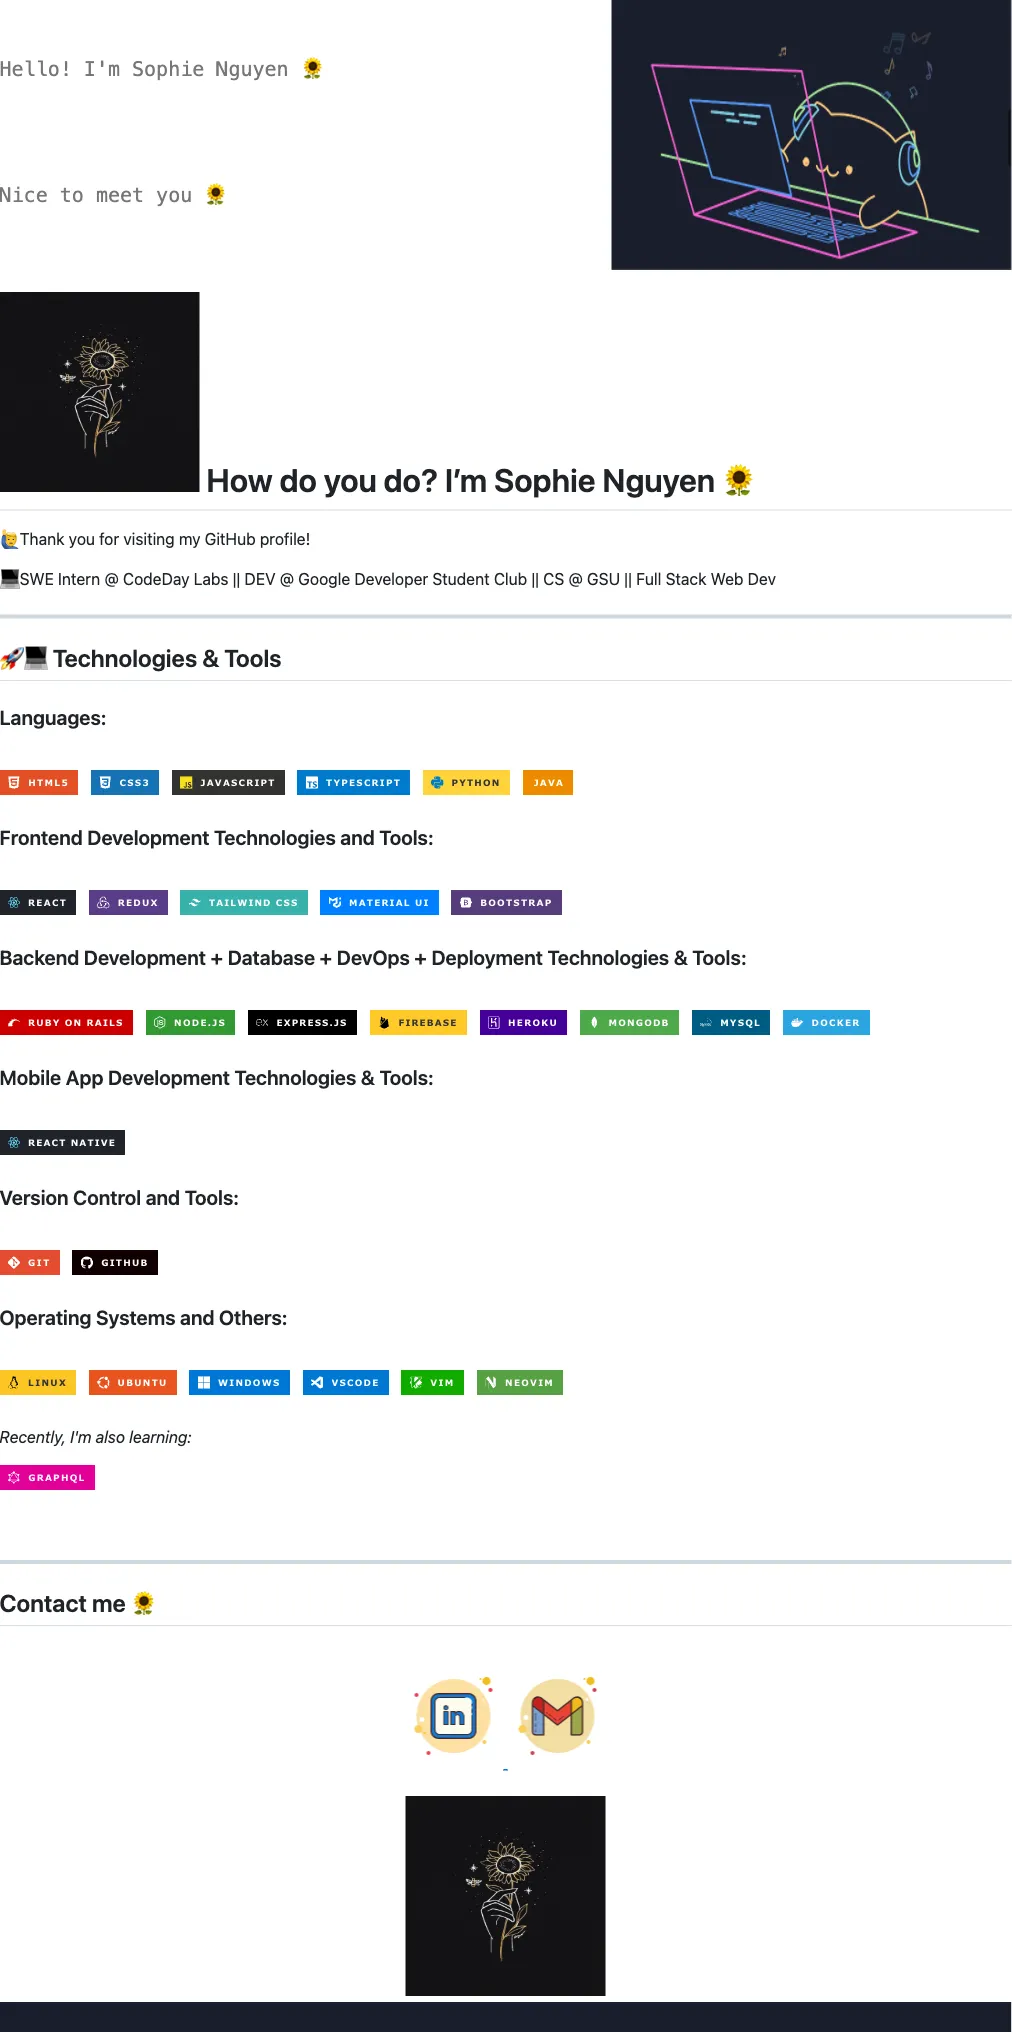 Hello! I'm Sophie Nguyen 🌻
Nice to meet you 🌻
How do you do? I’m Sophie Nguyen 🌻
🙋‍♂️Thank you for visiting my GitHub profile!
💻SWE Intern @ CodeDay Labs || DEV @ Google Developer Student Club || CS @ GSU || Full Stack Web Dev
🚀💻 Technologies & Tools
Languages:
HTML5 CSS3 JAVASCRIPT TYPESCRIPT PYTHON JAVA
Frontend Development Technologies and Tools:
REACT REDUX TAILWIND CSS MATERIAL UI BOOTSTRAP
Backend Development + Database + DevOps + Deployment Technologies & Tools:
RUBY ON RAILS NODE.JS EXPRESS.JS FIREBASE HEROKU MONGODB MYSQL DOCKER
Mobile App Development Technologies & Tools:
REACT NATIVE
Version Control and Tools:
GIT GITHUB
Operating Systems and Others:
LINUX UBUNTU WINDOWS VSCODE VIM NEOVIM
Recently, I'm also learning:
GRAPHQL
Contact me 🌻
in